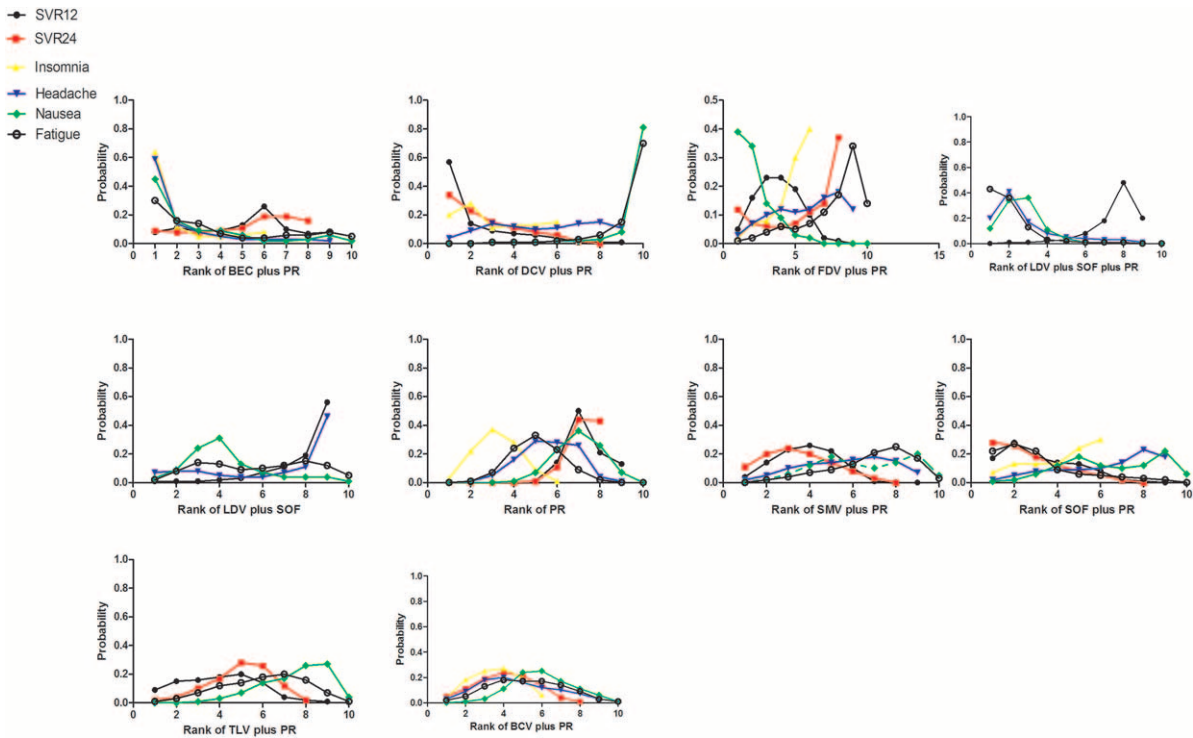 SVR12
SVR24
Insomnia
Headache
Nausea
Fatigue
Probability
1.0
0.8
0.6
0.4
0.2
0.0
0 1 2 3 4 5 6 7 8 9 10
Rank of BEC plus PR
Probability
1.0
0.8
0.6
0.4
0.2
0.0
0 2 4 6 8 10
Rank of DCV plus PR
Probability
0.5
0.4
0.3
0.2
0.1
0.0
0 5 10 15
Rank of FDV plus PR
Probability
1.0
0.8
0.6
0.4
0.2
0.0
0 2 4 6 8 10
Rank of LDV plus SOF plus PR
Probability
1.0
0.8
0.6
0.4
0.2
0.0
0 2 4 6 8 10
Rank of LDV plus SOF
Probability
1.0
0.8
0.6
0.4
0.2
0.0
0 2 4 6 8 10
Rank of PR
Probability
1.0
0.8
0.6
0.4
0.2
0.0
0 2 4 6 8 10
Rank of SMV plus PR
Probability
1.0
0.8
0.6
0.4
0.2
0.0
0 2 4 6 8 10
Rank of SOF plus PR
Probability
1.0
0.8
0.6
0.4
0.2
0.0
0 2 4 6 8 10
Rank of TLV plus PR
Probability
1.0
0.8
0.6
0.4
0.2
0.0
0 2 4 6 8 10
Rank of BCV plus PR